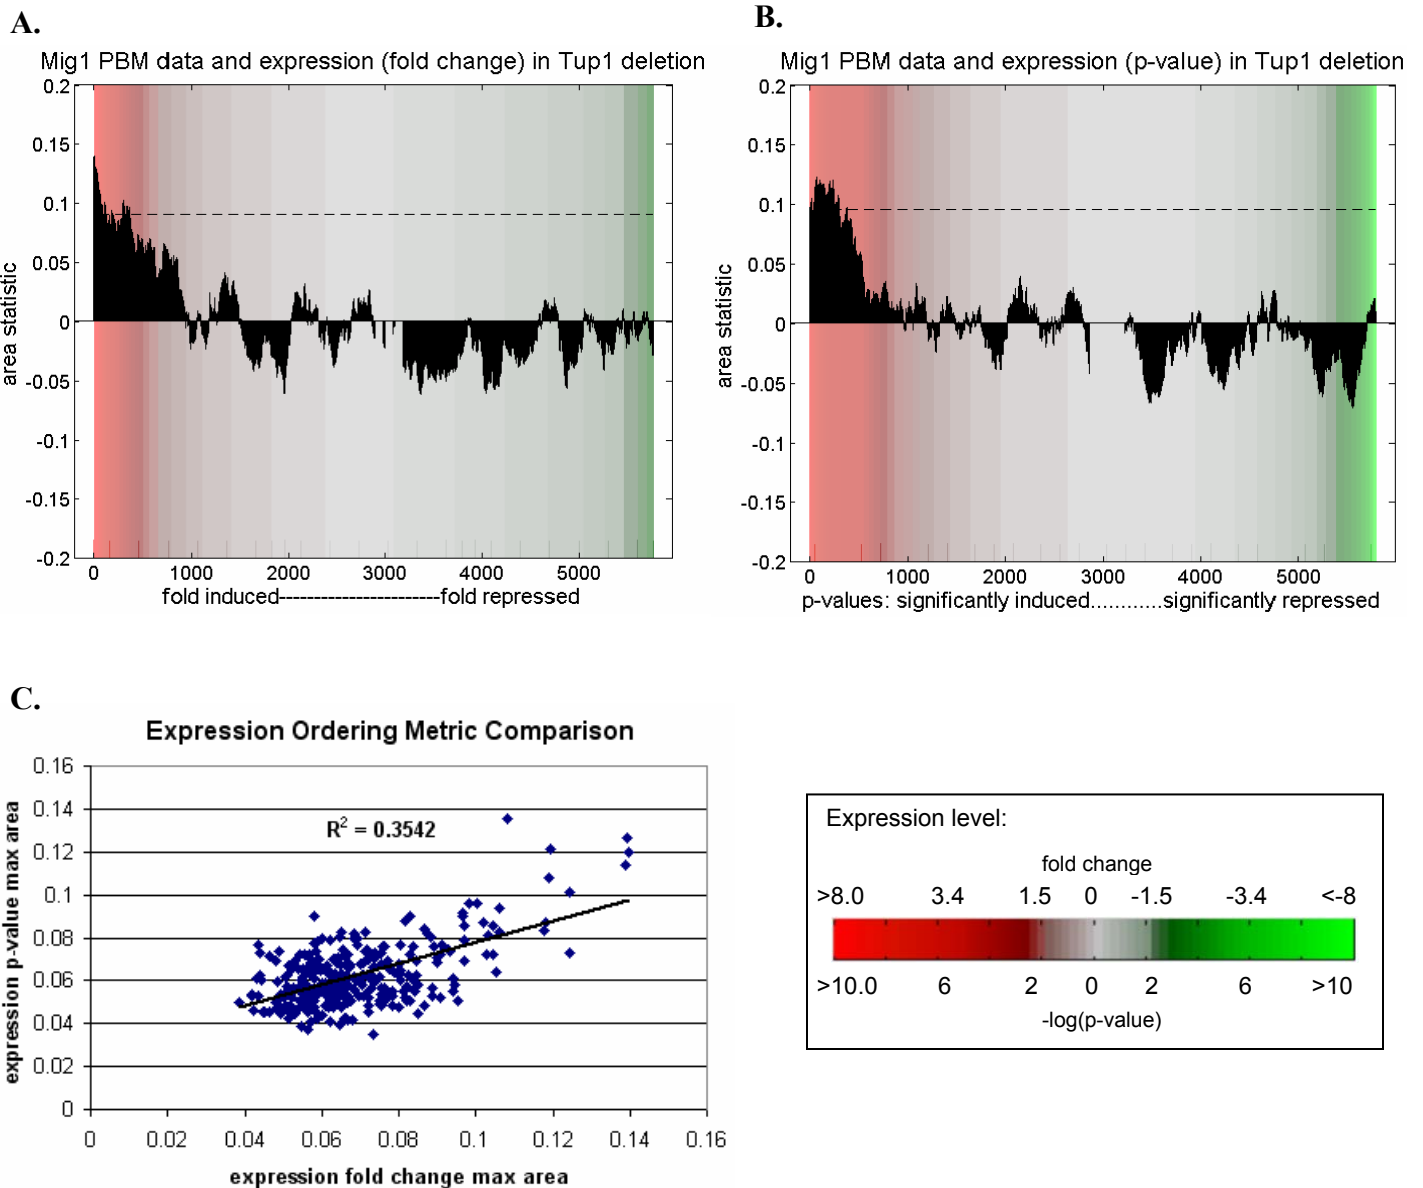 A.
Mig1 PBM data and expression (fold change) in Tup1 deletion
0.2
0.15
0.1
0.05
0
-0.05
-0.1
-0.15
-0.2
area statistic
0 1000 2000 3000 4000 5000
fold induced-----------------------fold repressed
B.
Mig1 PBM data and expression (p-value) in Tup1 deletion
0.2
0.15
0.1
0.05
0
-0.05
-0.1
-0.15
-0.2
area statistic
0 1000 2000 3000 4000 5000
p-values: significantly induced............significantly repressed
C.
Expression Ordering Metric Comparison
0.16
0.14
0.12
0.1
0.08
0.06
0.04
0.02
0
expression p-value max area
R² = 0.3542
0 0.02 0.04 0.06 0.08 0.1 0.12 0.14 0.16
expression fold change max area
Expression level:
fold change
>8.0 3.4 1.5 0 -1.5 -3.4 <-8
>10.0 6 2 0 2 6 >10
-log(p-value)